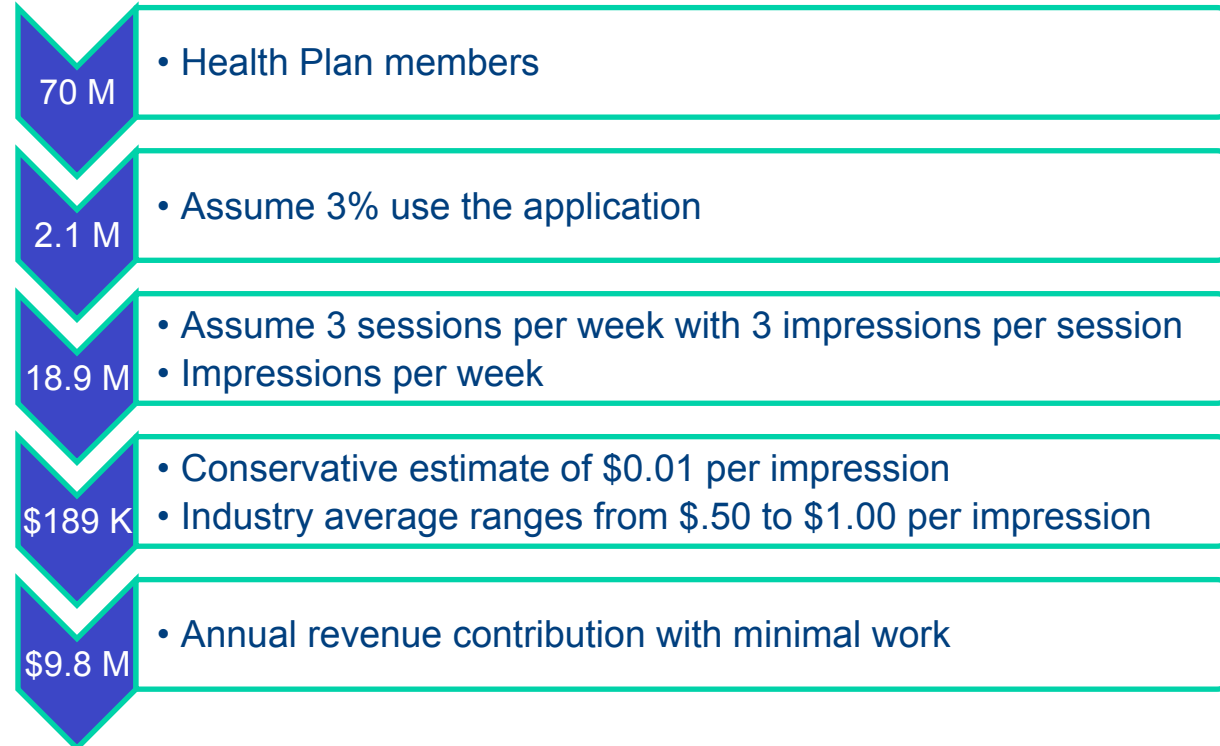 70 M
• Health Plan members
2.1 M
• Assume 3% use the application
18.9 M
• Assume 3 sessions per week with 3 impressions per session
• Impressions per week
$189 K
• Conservative estimate of $0.01 per impression
• Industry average ranges from $.50 to $1.00 per impression
$9.8 M
• Annual revenue contribution with minimal work